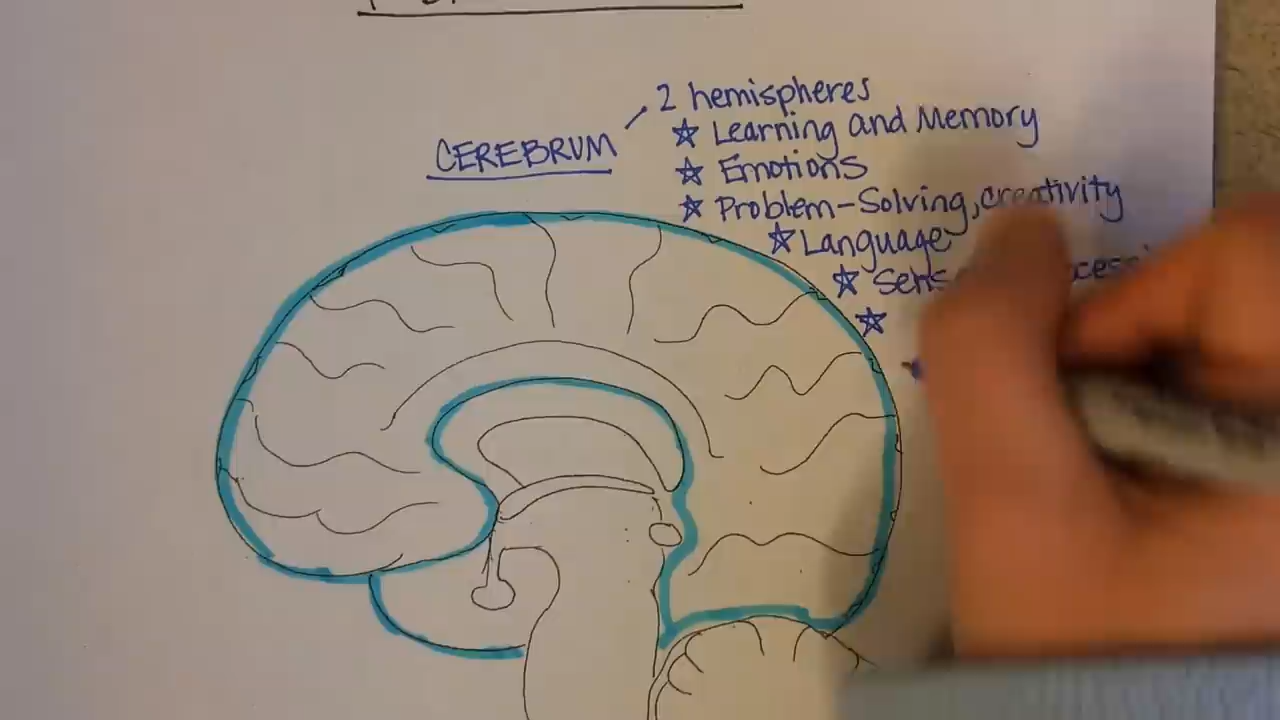 2 hemispheres
CEREBRUM
Learning and Memory
Emotions
Problem-Solving, creativity
Language